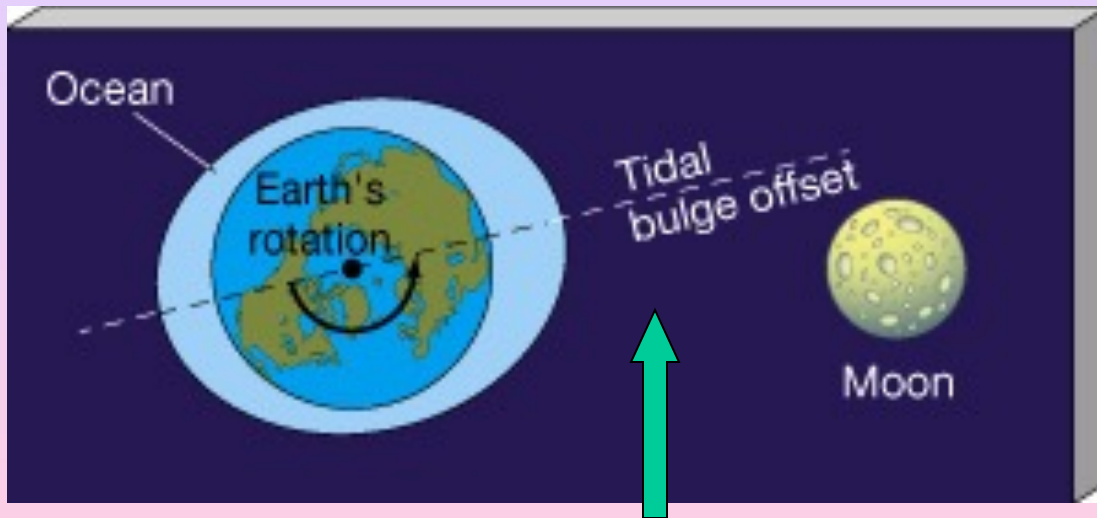 Ocean
Earth's
rotation
Tidal
bulge offset
Moon